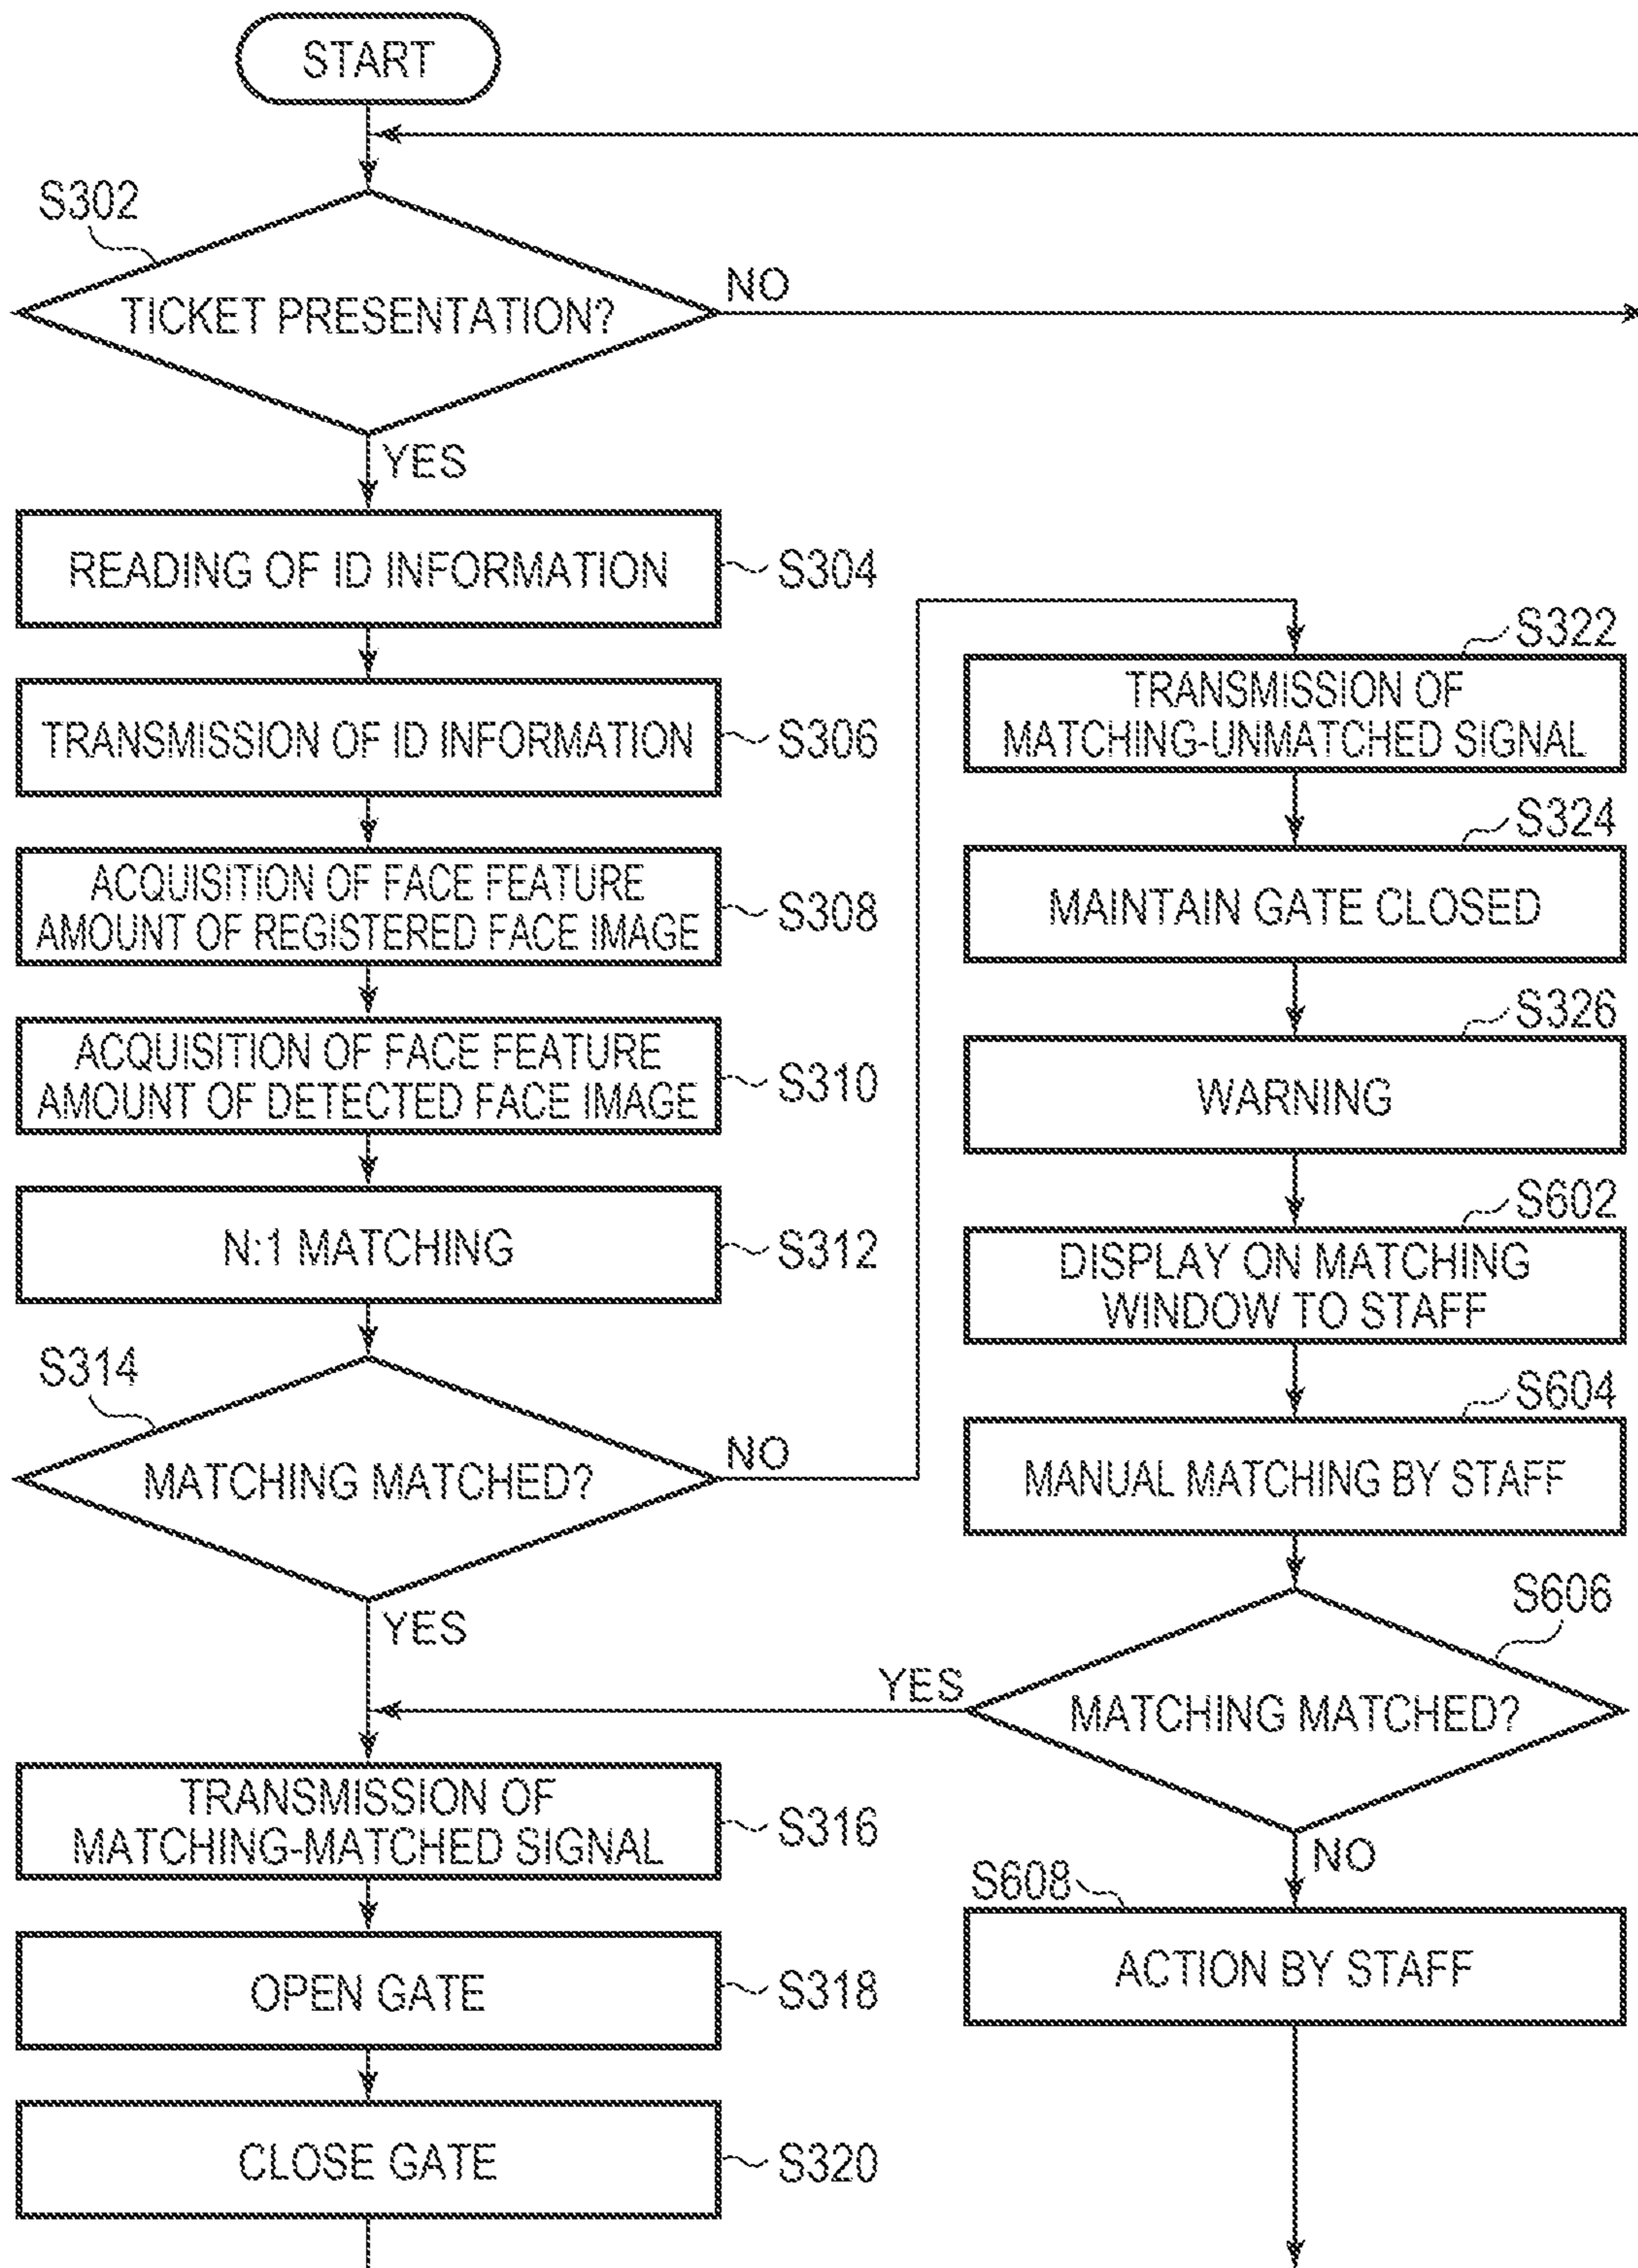 START
S302
TICKET PRESENTATION?
NO
YES
READING OF ID INFORMATION
S304
TRANSMISSION OF ID INFORMATION
S306
ACQUISITION OF FACE FEATURE
AMOUNT OF REGISTERED FACE IMAGE
S308
ACQUISITION OF FACE FEATURE
AMOUNT OF DETECTED FACE IMAGE
S310
N:1 MATCHING
S312
S314
MATCHING MATCHED?
NO
YES
TRANSMISSION OF
MATCHING-MATCHED SIGNAL
S316
OPEN GATE
S318
CLOSE GATE
S320
S322
TRANSMISSION OF
MATCHING-UNMATCHED SIGNAL
S324
MAINTAIN GATE CLOSED
S326
WARNING
S602
DISPLAY ON MATCHING
WINDOW TO STAFF
S604
MANUAL MATCHING BY STAFF
S606
YES
MATCHING MATCHED?
NO
S608
ACTION BY STAFF